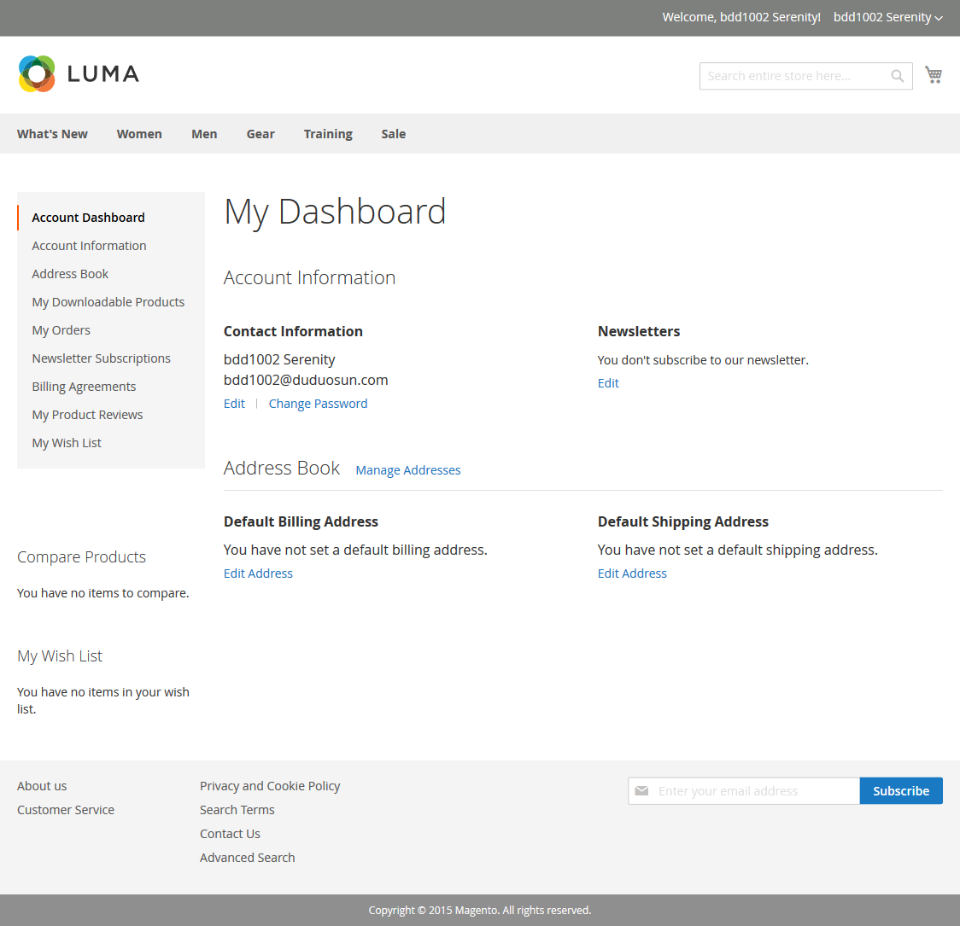 Welcome, bdd1002 Serenity! bdd1002 Serenity
LUMA
Search entire store here...
What's New Women Men Gear Training Sale
Account Dashboard
Account Information
Address Book
My Downloadable Products
My Orders
Newsletter Subscriptions
Billing Agreements
My Product Reviews
My Wish List
Compare Products
You have no items to compare.
My Wish List
You have no items in your wish
list.
My Dashboard
Account Information
Contact Information
bdd1002 Serenity
bdd1002@duduosun.com
Edit | Change Password
Newsletters
You don't subscribe to our newsletter.
Edit
Address Book Manage Addresses
Default Billing Address
You have not set a default billing address.
Edit Address
Default Shipping Address
You have not set a default shipping address.
Edit Address
About us
Customer Service
Privacy and Cookie Policy
Search Terms
Contact Us
Advanced Search
Enter your email address
Subscribe
Copyright © 2015 Magento. All rights reserved.